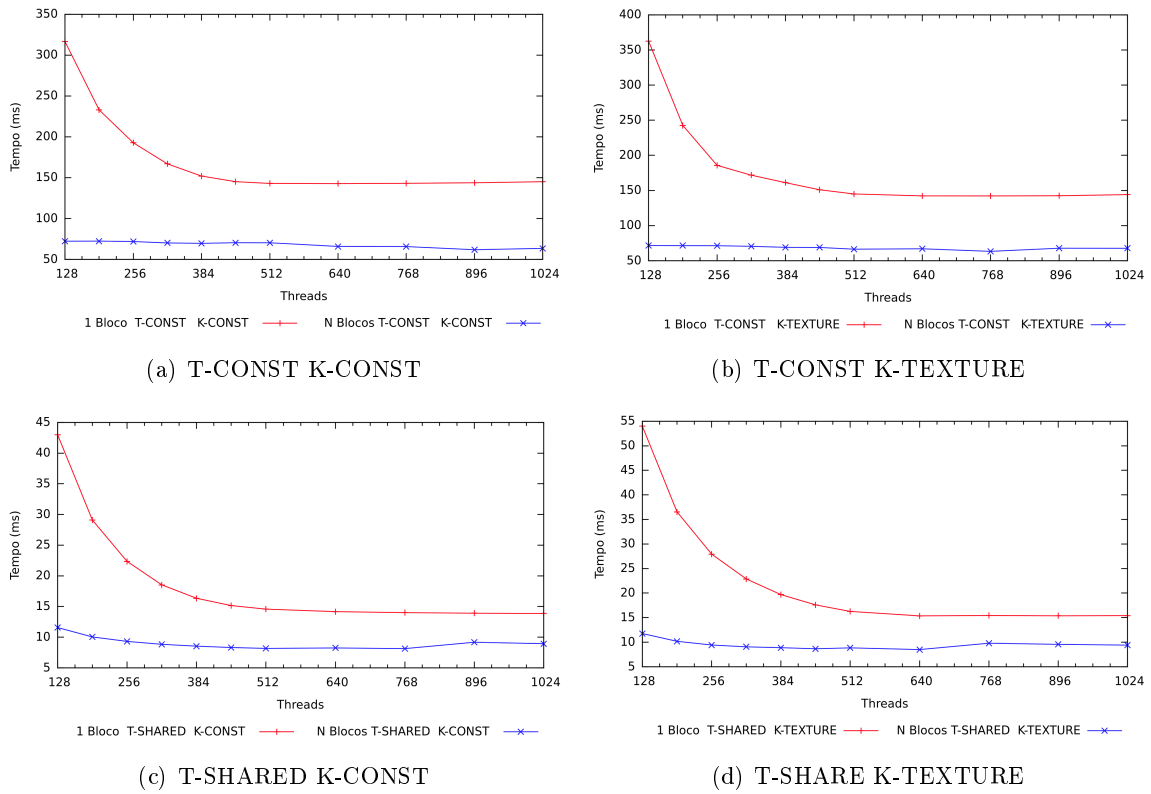 350
300
250
200
150
100
50
Tempo (ms)
128 256 384 512 640 768 896 1024
Threads
1 Bloco T-CONST K-CONST N Blocos T-CONST K-CONST
(a) T-CONST K-CONST
400
350
300
250
200
150
100
50
Tempo (ms)
128 256 384 512 640 768 896 1024
Threads
1 Bloco T-CONST K-TEXTURE N Blocos T-CONST K-TEXTURE
(b) T-CONST K-TEXTURE
45
40
35
30
25
20
15
10
5
Tempo (ms)
128 256 384 512 640 768 896 1024
Threads
1 Bloco T-SHARED K-CONST N Blocos T-SHARED K-CONST
(c) T-SHARED K-CONST
55
50
45
40
35
30
25
20
15
10
5
Tempo (ms)
128 256 384 512 640 768 896 1024
Threads
1 Bloco T-SHARED K-TEXTURE N Blocos T-SHARED K-TEXTURE
(d) T-SHARE K-TEXTURE